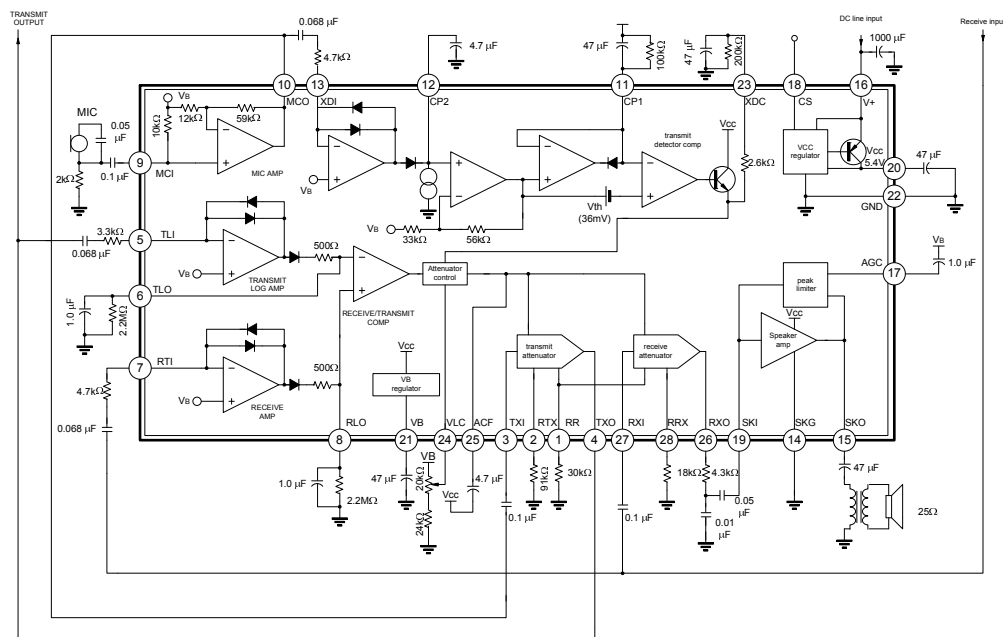 TRANSMIT
OUTPUT
DC line input
Receive input
0.068 µF
4.7kΩ
4.7 µF
47 µF
100kΩ
47 µF
200kΩ
1000 µF
10
13
12
11
23
18
16
MCO
XDI
CP2
CP1
XDC
CS
V+
MIC
0.05
µF
VB
12kΩ
59kΩ
10kΩ
MIC AMP
VB
transmit
detector comp
Vcc
2.6kΩ
VCC
regulator
Vcc
5.4V
47 µF
20
22
GND
9
MCI
2kΩ
0.1 µF
Vth
(36mV)
VB
33kΩ
56kΩ
3.3kΩ
5
TLI
0.068 µF
VB
TRANSMIT
LOG AMP
500Ω
Attenuator
control
RECEIVE/TRANSMIT
COMP
6
TLO
1.0 µF
2.2MΩ
VB
AGC
17
1.0 µF
peak
limiter
Vcc
Speaker
amp
transmit
attenuator
receive
attenuator
7
RTI
4.7kΩ
0.068 µF
VB
RECEIVE
AMP
500Ω
Vcc
VB
regulator
RLO
VB
VLC
ACF
TXI
RTX
RR
TXO
RXI
RRX
RXO
SKI
SKG
SKO
8
21
24
25
3
2
1
4
27
28
26
19
14
15
1.0 µF
2.2MΩ
47 µF
VB
20kΩ
24kΩ
Vcc
4.7 µF
0.1 µF
91kΩ
30kΩ
0.1 µF
18kΩ
4.3kΩ
0.05
µF
0.01
µF
47 µF
25Ω